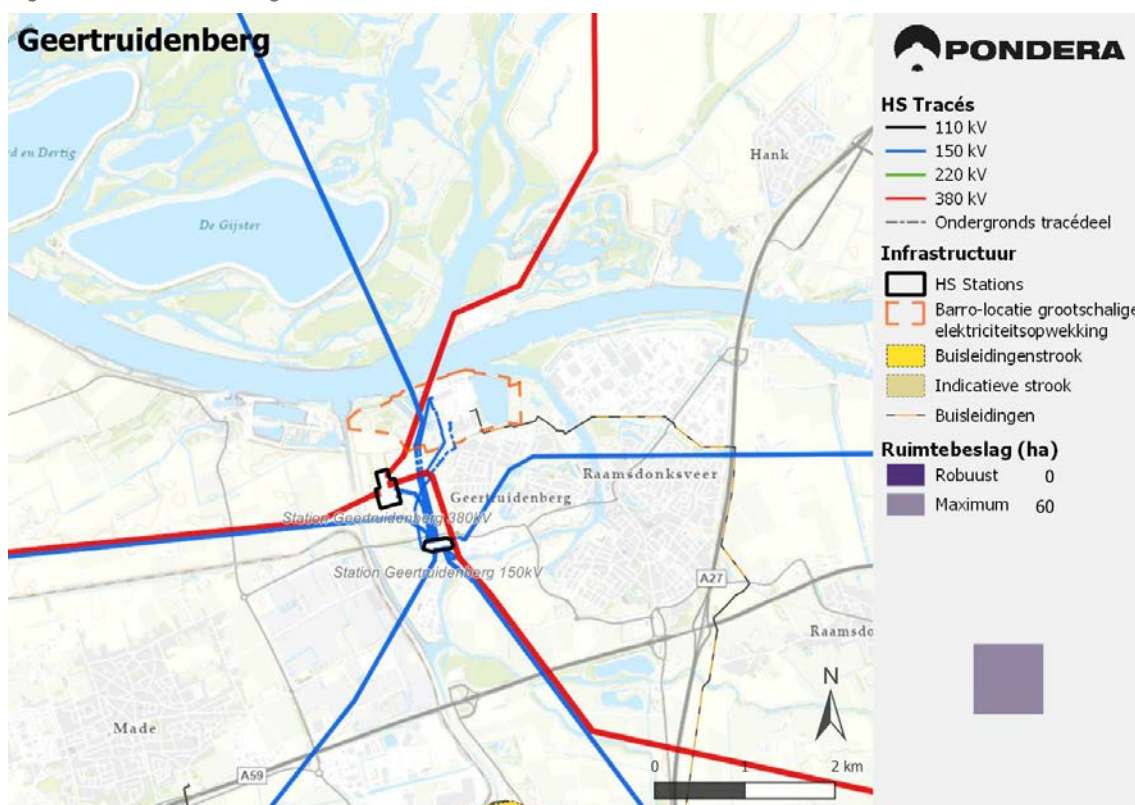 Geertruidenberg
PONDERA
HS Tracés
110 kV
150 kV
220 kV
380 kV
Ondergronds tracédeel
Infrastructuur
HS Stations
Barro-locatie grootschalige
elektriciteitsopwekking
Buisleidingenstrook
Indicatieve strook
Buisleidingen
Ruimtebeslag (ha)
Robuust 0
Maximum 60
en Dertig
De Gijster
Hank
Raamsdonksveer
Geertruidenberg
Station Geertruidenberg 380kV
Station Geertruidenberg 150kV
A27
Raamsdo
Made
A59
N
0 1 2 km